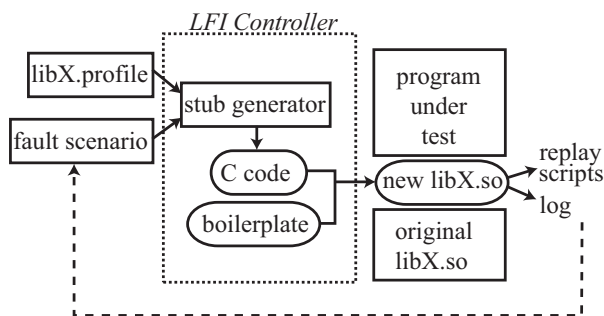 LFI Controller
libX.profile
fault scenario
stub generator
C code
boilerplate
program
under
test
new libX.so
original
libX.so
replay
scripts
log